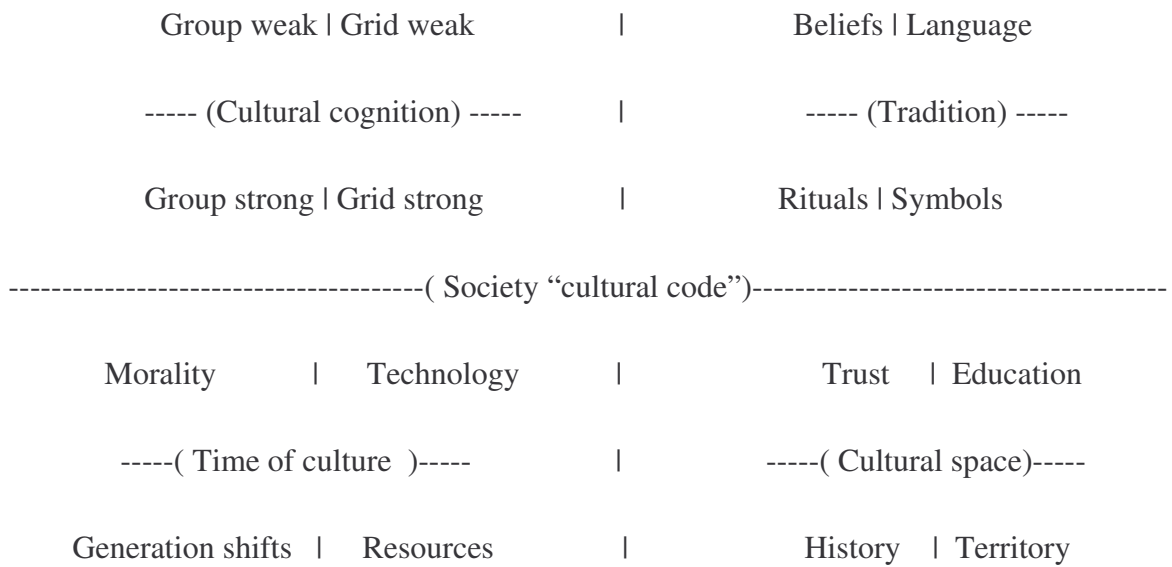 Group weak | Grid weak | Beliefs | Language
----- (Cultural cognition) ----- | ----- (Tradition) -----
Group strong | Grid strong | Rituals | Symbols
---------------------------------------( Society “cultural code”)---------------------------------------
Morality | Technology | Trust | Education
-----( Time of culture )----- | -----( Cultural space)-----
Generation shifts | Resources | History | Territory